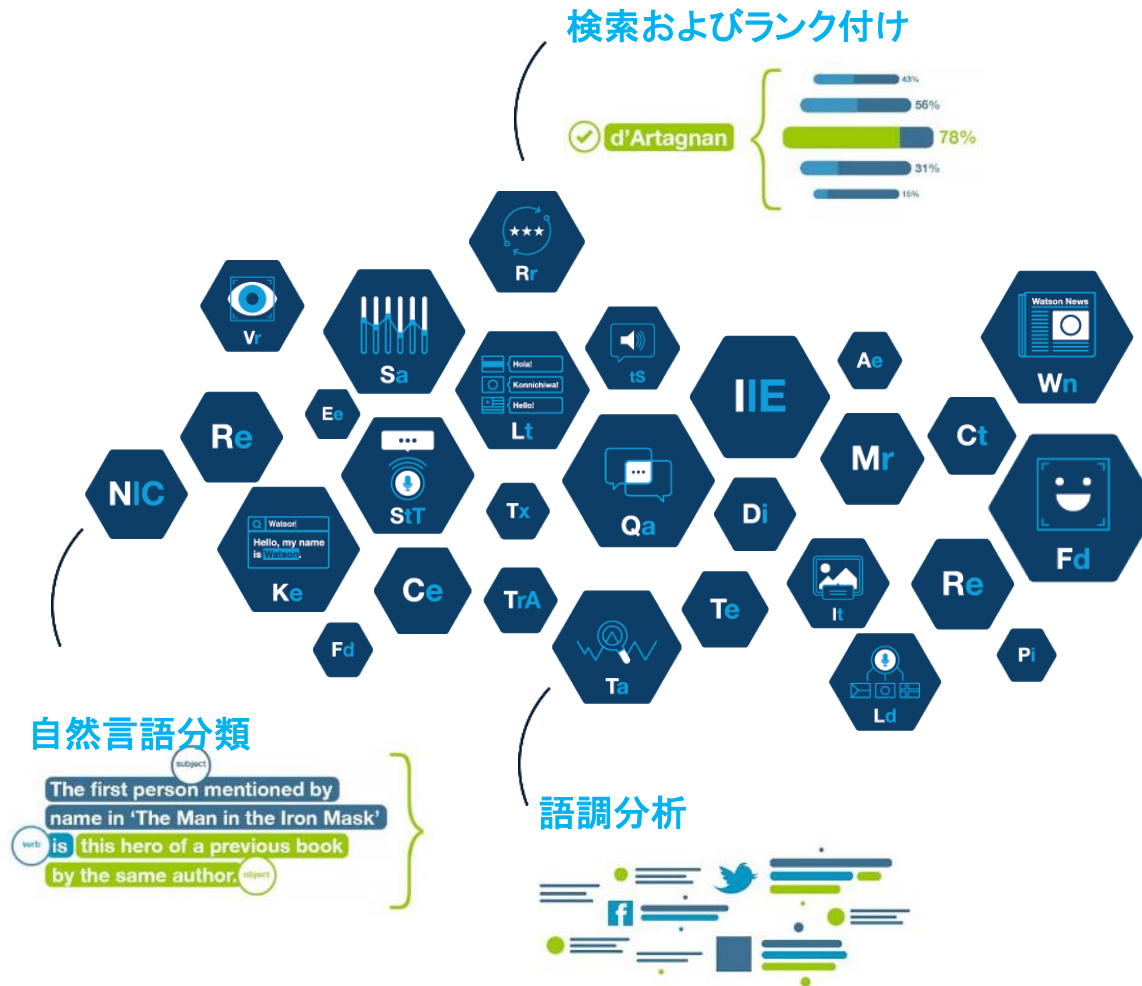 検索およびランク付け
43%
56%
d'Artagnan
78%
31%
15%
Rr
Vr
Sa
Hola!
Konnichiwa!
Hello!
Lt
tS
IIE
Ae
Watson News
Wn
Re
Ee
StT
Tx
Qa
Di
Mr
Ct
Fd
NIC
Watson
Hello, my name
is Watson.
Ke
Ce
TrA
Te
It
Re
Fd
Ta
Ld
Pi
自然言語分類
subject
The first person mentioned by
name in ‘The Man in the Iron Mask’
verb
is this hero of a previous book
by the same author.
object
語調分析
f